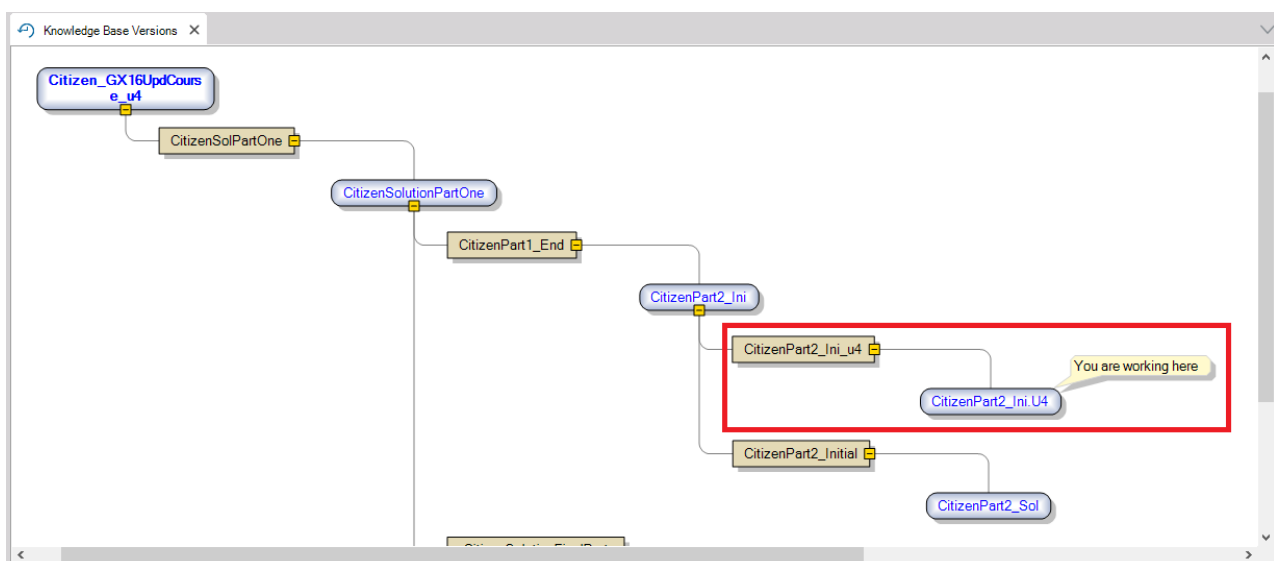 Knowledge Base Versions
Citizen_GX16UpdCours
e_u4
CitizenSolPartOne
CitizenSolutionPartOne
CitizenPart1_End
CitizenPart2_Ini
CitizenPart2_Ini_u4
You are working here
CitizenPart2_Ini.U4
CitizenPart2_Initial
CitizenPart2_Sol